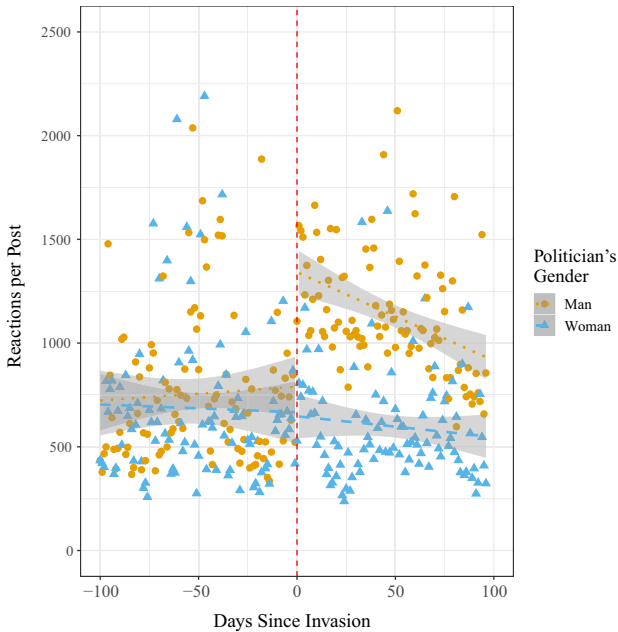 2500
2000
1500
1000
500
0
−100
−50
0
50
100
Days Since Invasion
Reactions per Post
Politician's
Gender
Man
Woman